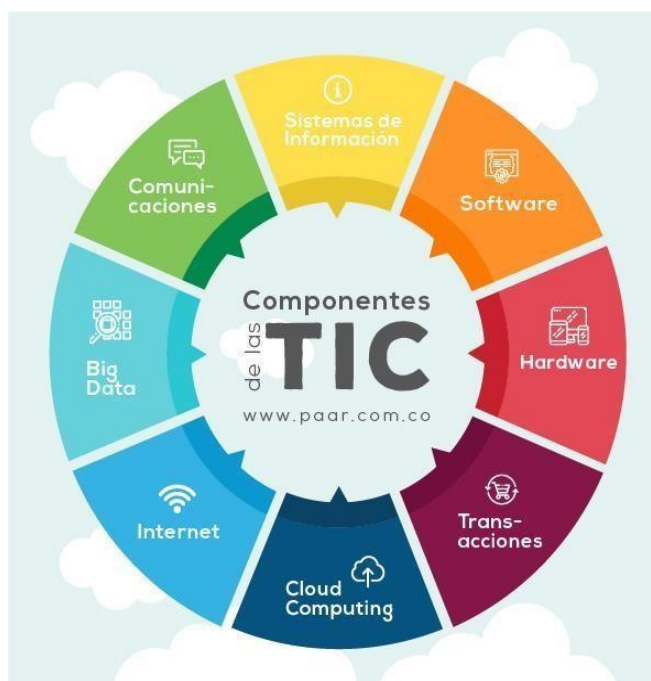 Sistemas de
Información
Software
Hardware
Trans-
acciones
Cloud
Computing
Internet
Big
Data
Comuni-
caciones
Componentes
de las
TIC
www.paar.com.co